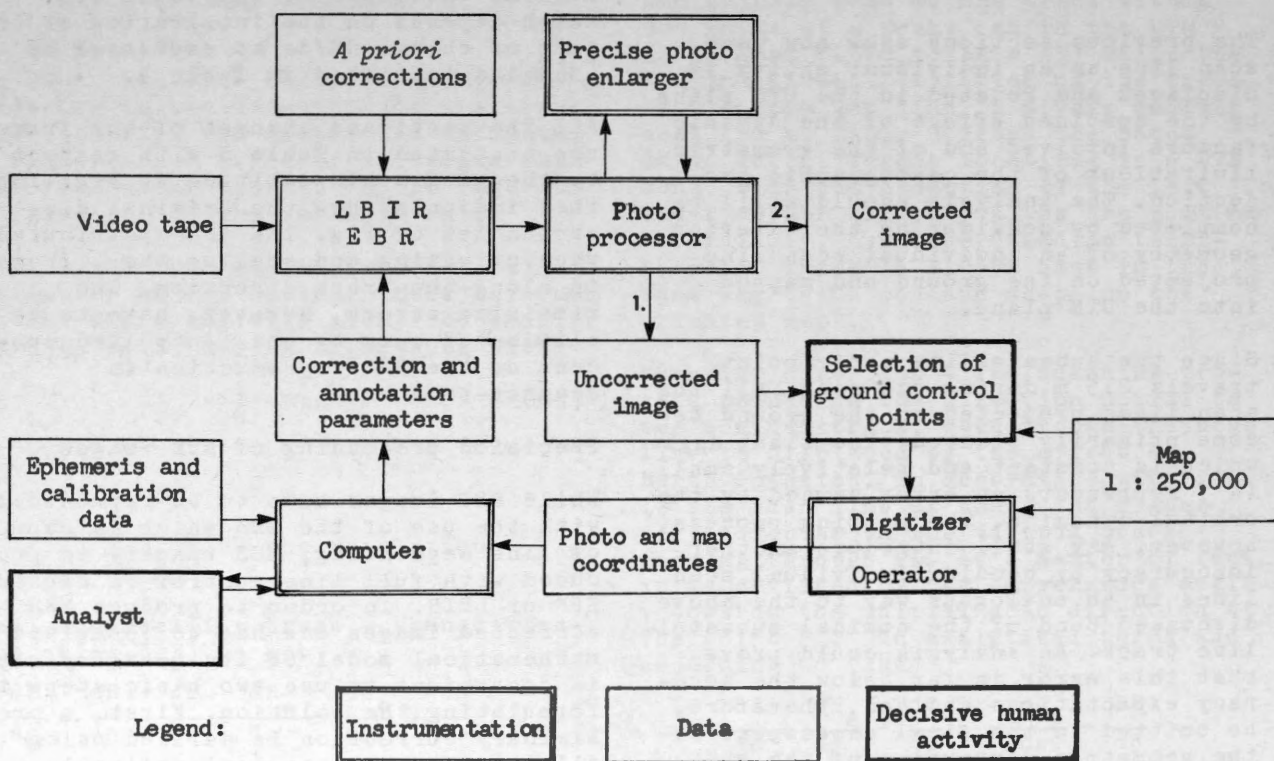 A priori
corrections
Precise photo
enlarger
Video tape
L B I R
E B R
Photo
processor
2.
Corrected
image
1.
Correction and
annotation
parameters
Uncorrected
image
Selection of
ground control
points
Map
1 : 250,000
Ephemeris and
calibration
data
Computer
Photo and map
coordinates
Digitizer
Operator
Analyst
Legend:
Instrumentation
Data
Decisive human
activity